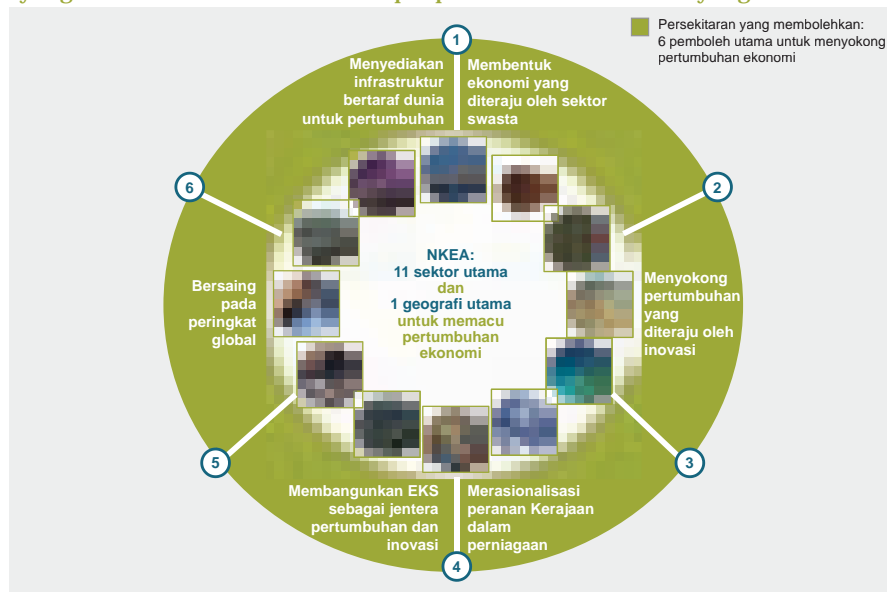 Persekitaran yang membolehkan:
6 pemboleh utama untuk menyokong
pertumbuhan ekonomi
1
Membentuk
ekonomi yang
diteraju oleh sektor
swasta
2
Menyokong
pertumbuhan
yang
diteraju oleh
inovasi
3
Merasionalisasi
peranan Kerajaan
dalam
perniagaan
4
Membangunkan EKS
sebagai jentera
pertumbuhan dan
inovasi
5
Bersaing
pada
peringkat
global
6
Menyediakan
infrastruktur
bertaraf dunia
untuk pertumbuhan
NKEA:
11 sektor utama
dan
1 geografi utama
untuk memacu
pertumbuhan
ekonomi